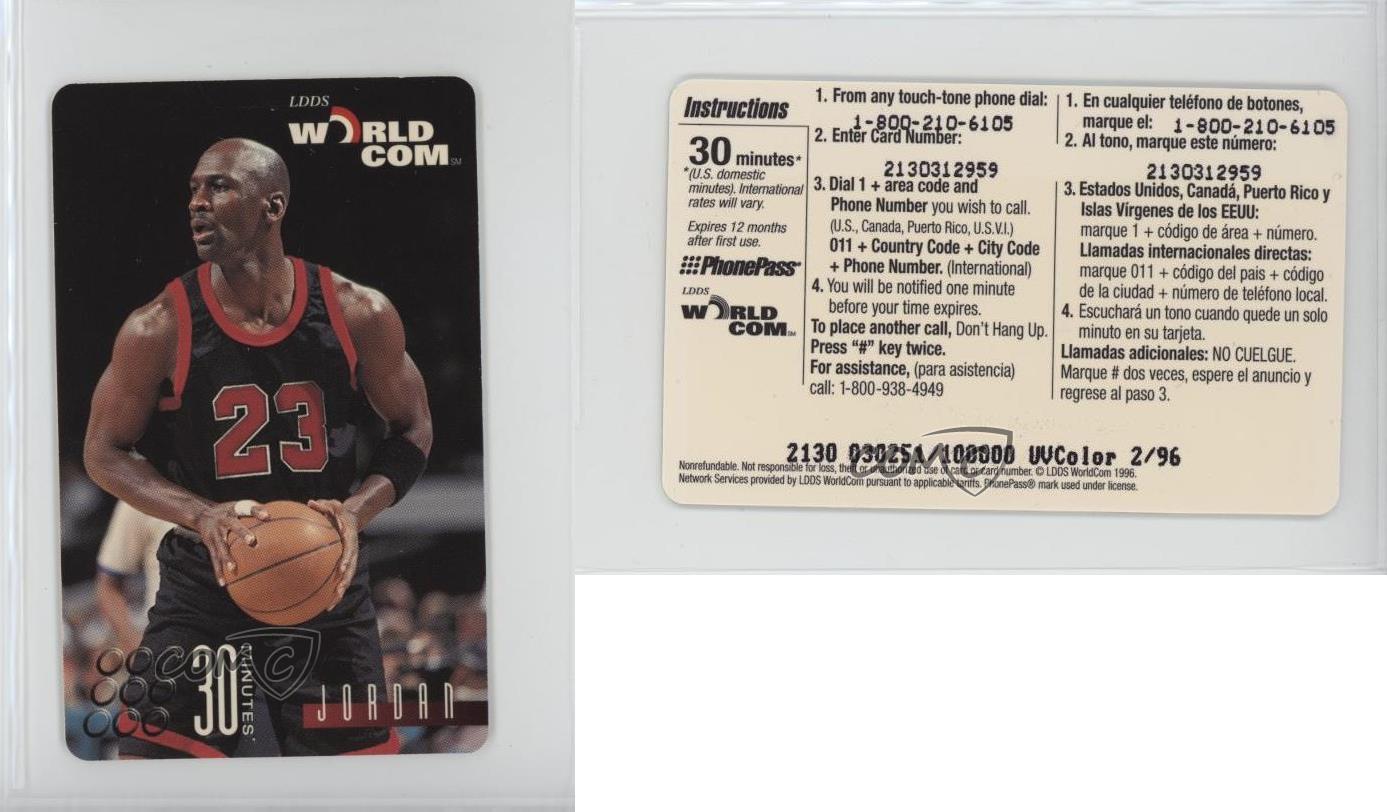 LDDS
WORLD
COM SM
23
30
MINUTES*
JORDAN
COMC
Instructions
30 minutes*
*(U.S. domestic
minutes). International
rates will vary.
Expires 12 months
after first use.
PhonePass®
LDDS
WORLD
COM SM
1. From any touch-tone phone dial:
1-800-210-6105
2. Enter Card Number:
2130312959
3. Dial 1 + area code and
Phone Number you wish to call.
(U.S., Canada, Puerto Rico, U.S.V.I.)
011 + Country Code + City Code
+ Phone Number. (International)
4. You will be notified one minute
before your time expires.
To place another call, Don't Hang Up.
Press "#" key twice.
For assistance, (para asistencia)
call: 1-800-938-4949
1. En cualquier teléfono de botones,
marque el: 1-800-210-6105
2. Al tono, marque este número:
2130312959
3. Estados Unidos, Canadá, Puerto Rico y
Islas Vírgenes de los EEUU:
marque 1 + código de área + número.
Llamadas internacionales directas:
marque 011 + código del pais + código
de la ciudad + número de teléfono local.
4. Escuchará un tono cuando quede un solo
minuto en su tarjeta.
Llamadas adicionales: NO CUELGUE.
Marque # dos veces, espere el anuncio y
regrese al paso 3.
2130 030251 100000 UVColor 2/96
COMC
Nonrefundable. Not responsible for loss, theft or unauthorized use of card or card number. © LDDS WorldCom 1996.
Network Services provided by LDDS WorldCom pursuant to applicable tariffs. PhonePass® mark used under license.